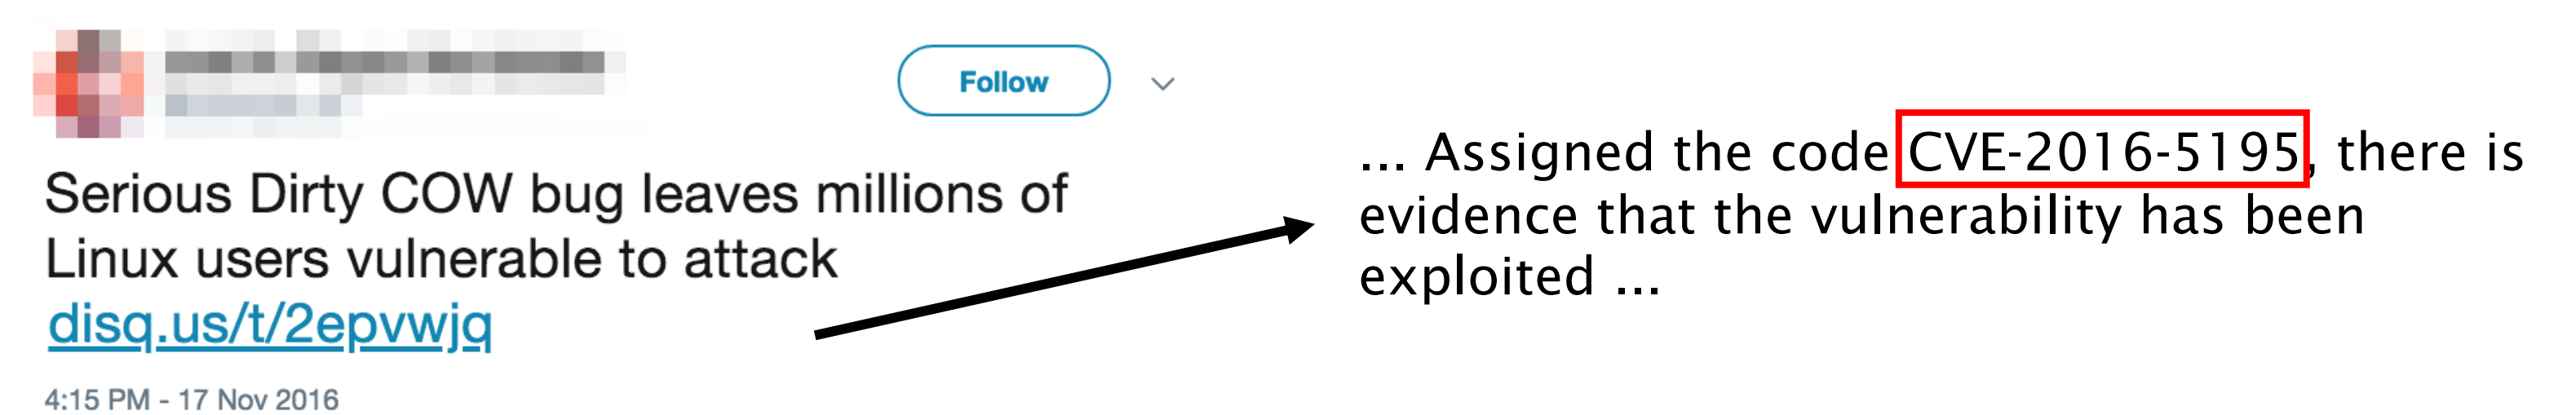 Follow
Serious Dirty COW bug leaves millions of
Linux users vulnerable to attack
disq.us/t/2epvwjq
4:15 PM - 17 Nov 2016
... Assigned the code CVE-2016-5195, there is
evidence that the vulnerability has been
exploited ...